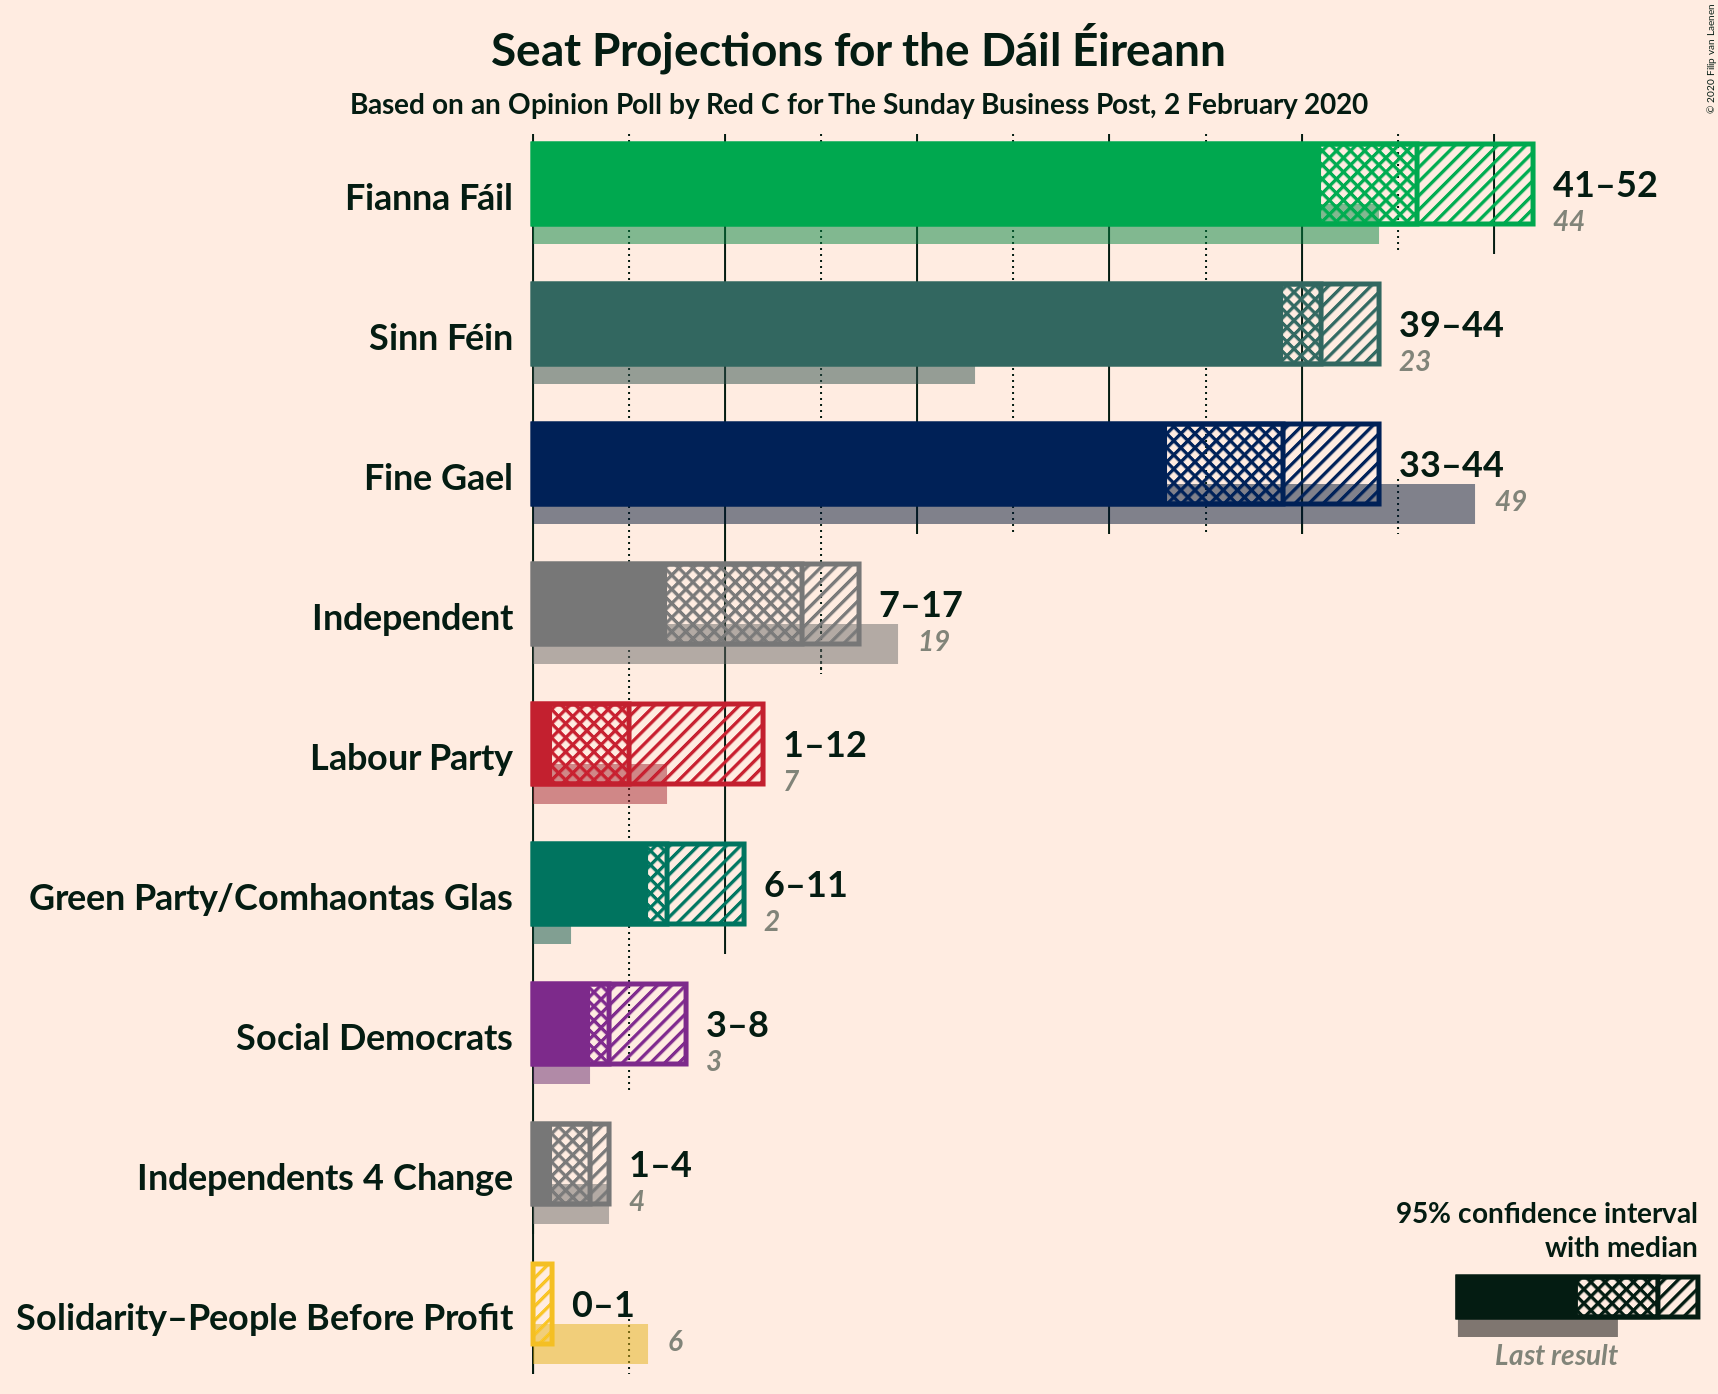 Seat Projections for the Dáil Éireann
Based on an Opinion Poll by Red C for The Sunday Business Post, 2 February 2020
© 2020 Filip van Laenen
Fianna Fáil
41–52
44
Sinn Féin
39–44
23
Fine Gael
33–44
49
Independent
7–17
19
Labour Party
1–12
7
Green Party/Comhaontas Glas
6–11
2
Social Democrats
3–8
3
Independents 4 Change
1–4
4
Solidarity–People Before Profit
0–1
6
95% confidence interval
with median
Last result